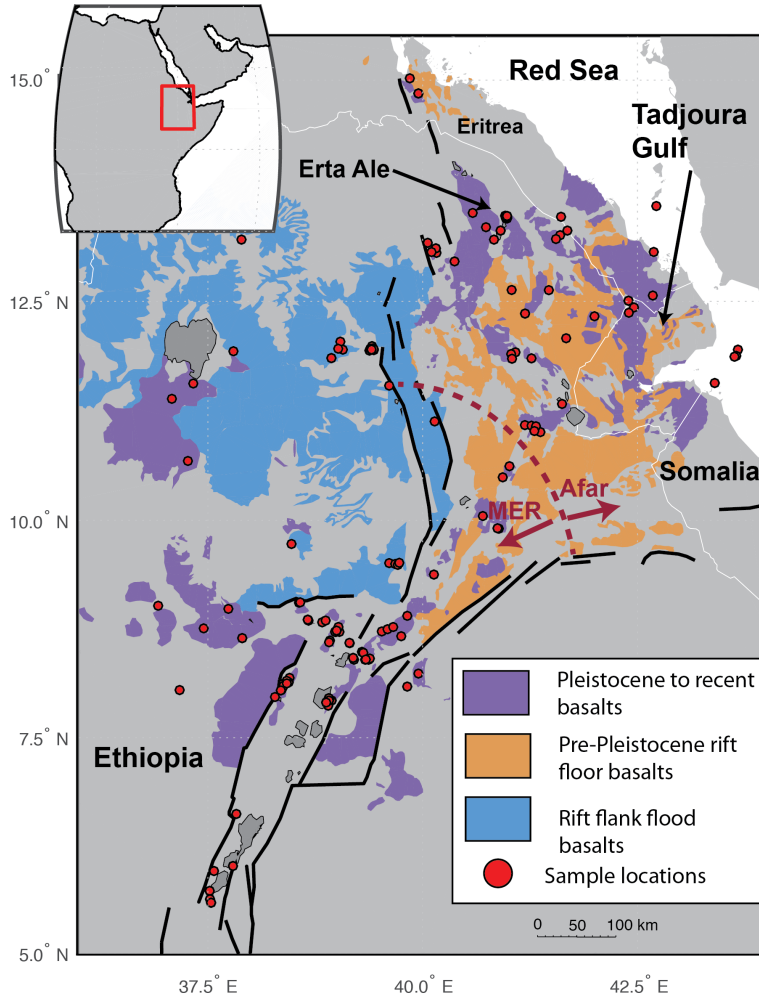 15.0° 
Red Sea
Eritrea
Tadjoura
Gulf
Erta Ale
12.5° N
Somalia
Afar
MER
10.0° N
Pleistocene to recent
basalts
Pre-Pleistocene rift
floor basalts
Rift flank flood
basalts
Sample locations
7.5° N
Ethiopia
0 50 100 km
5.0° N
37.5° E 40.0° E 42.5° E